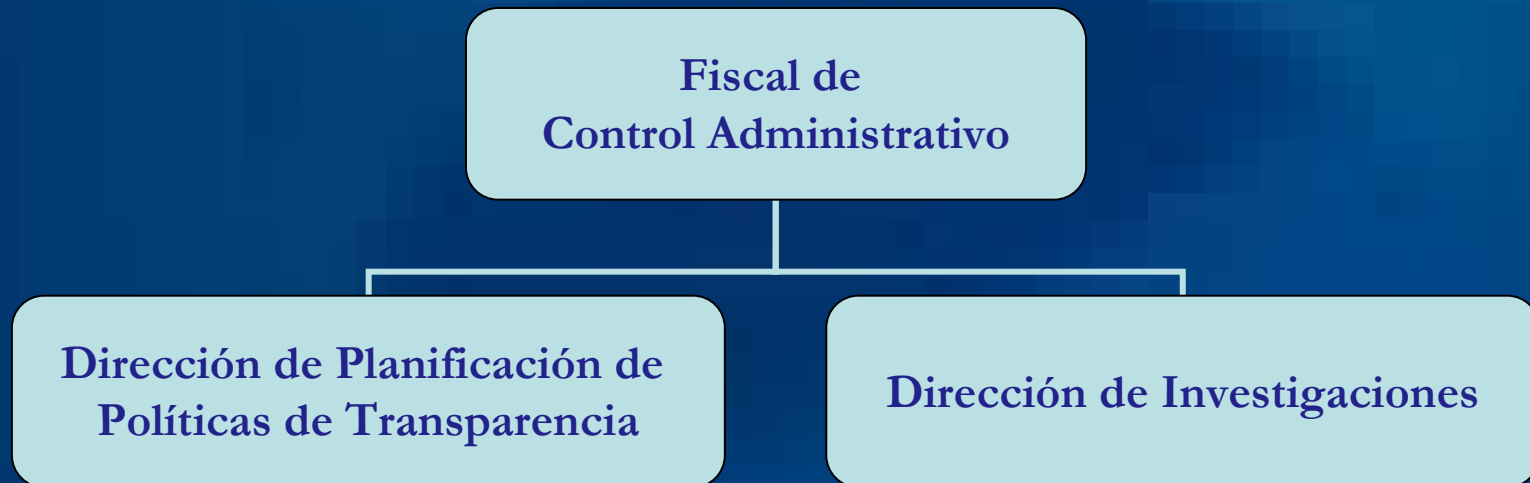 Fiscal de
Control Administrativo
Dirección de Planificación de
Políticas de Transparencia
Dirección de Investigaciones